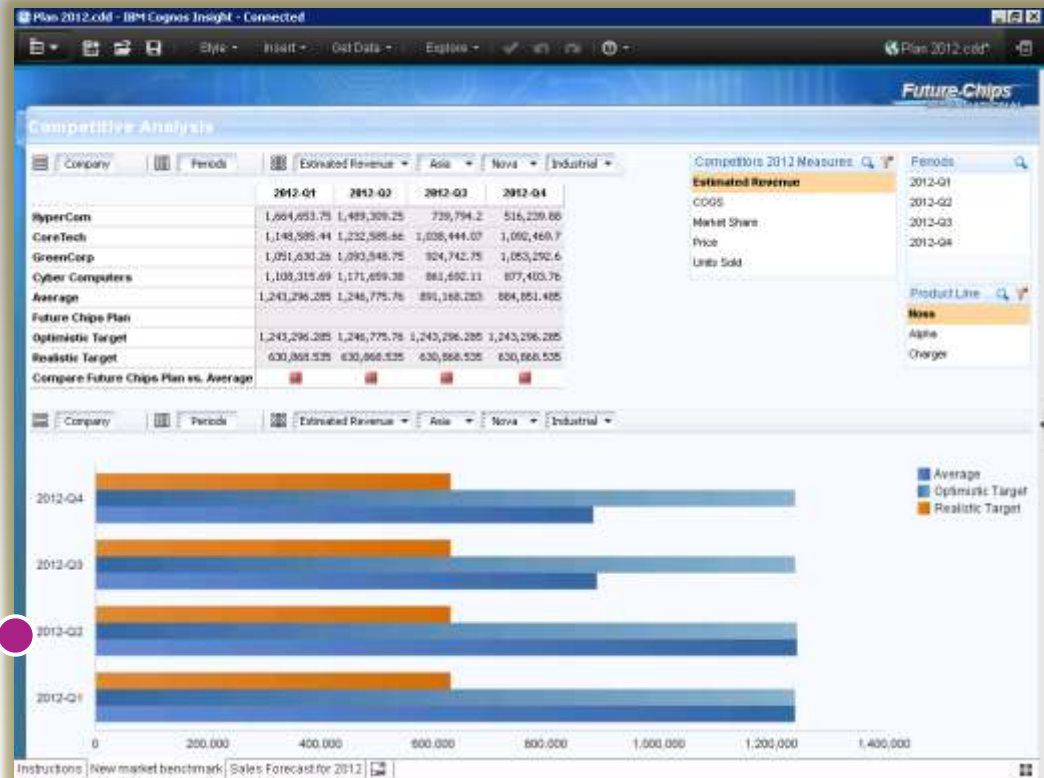 Plan 2012.cdd - IBM Cognos Insight - Connected
Style Insert Get Data Explore Plan 2012.cdd*
Future-Chips
Competitive Analysis
Company Periods Estimated Revenue Asia Nova Industrial
2012-Q1 2012-Q2 2012-Q3 2012-Q4
HyperCom 1,664,653.75 1,489,309.25 739,794.2 516,239.88
CoreTech 1,148,585.44 1,232,585.66 1,038,444.07 1,092,469.7
GreenCorp 1,051,630.26 1,093,548.75 924,742.75 1,053,292.6
Cyber Computers 1,108,315.69 1,171,659.38 861,692.11 877,403.76
Average 1,243,296.285 1,246,775.76 891,168.283 884,851.485
Future Chips Plan
Optimistic Target 1,243,296.285 1,246,775.76 1,243,296.285 1,243,296.285
Realistic Target 630,868.535 630,868.535 630,868.535 630,868.535
Compare Future Chips Plan vs. Average
Competitors 2012 Measures
Estimated Revenue
COGS
Market Share
Price
Units Sold
Periods
2012-Q1
2012-Q2
2012-Q3
2012-Q4
Product Line
Nova
Alpha
Charger
Company Periods Estimated Revenue Asia Nova Industrial
2012-Q4
2012-Q3
2012-Q2
2012-Q1
0 200,000 400,000 600,000 800,000 1,000,000 1,200,000 1,400,000
Average
Optimistic Target
Realistic Target
Instructions New market benchmark Sales Forecast for 2012